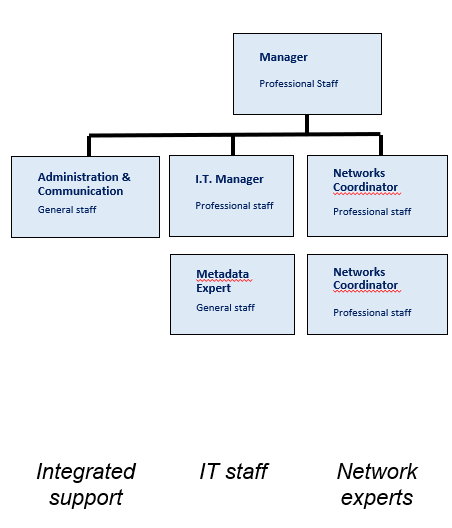 Manager
Professional Staff
Administration &
Communication
General staff
I.T. Manager
Professional staff
Networks
Coordinator
Professional staff
Metadata
Expert
General staff
Networks
Coordinator
Professional staff
Integrated
support
IT staff
Network
experts